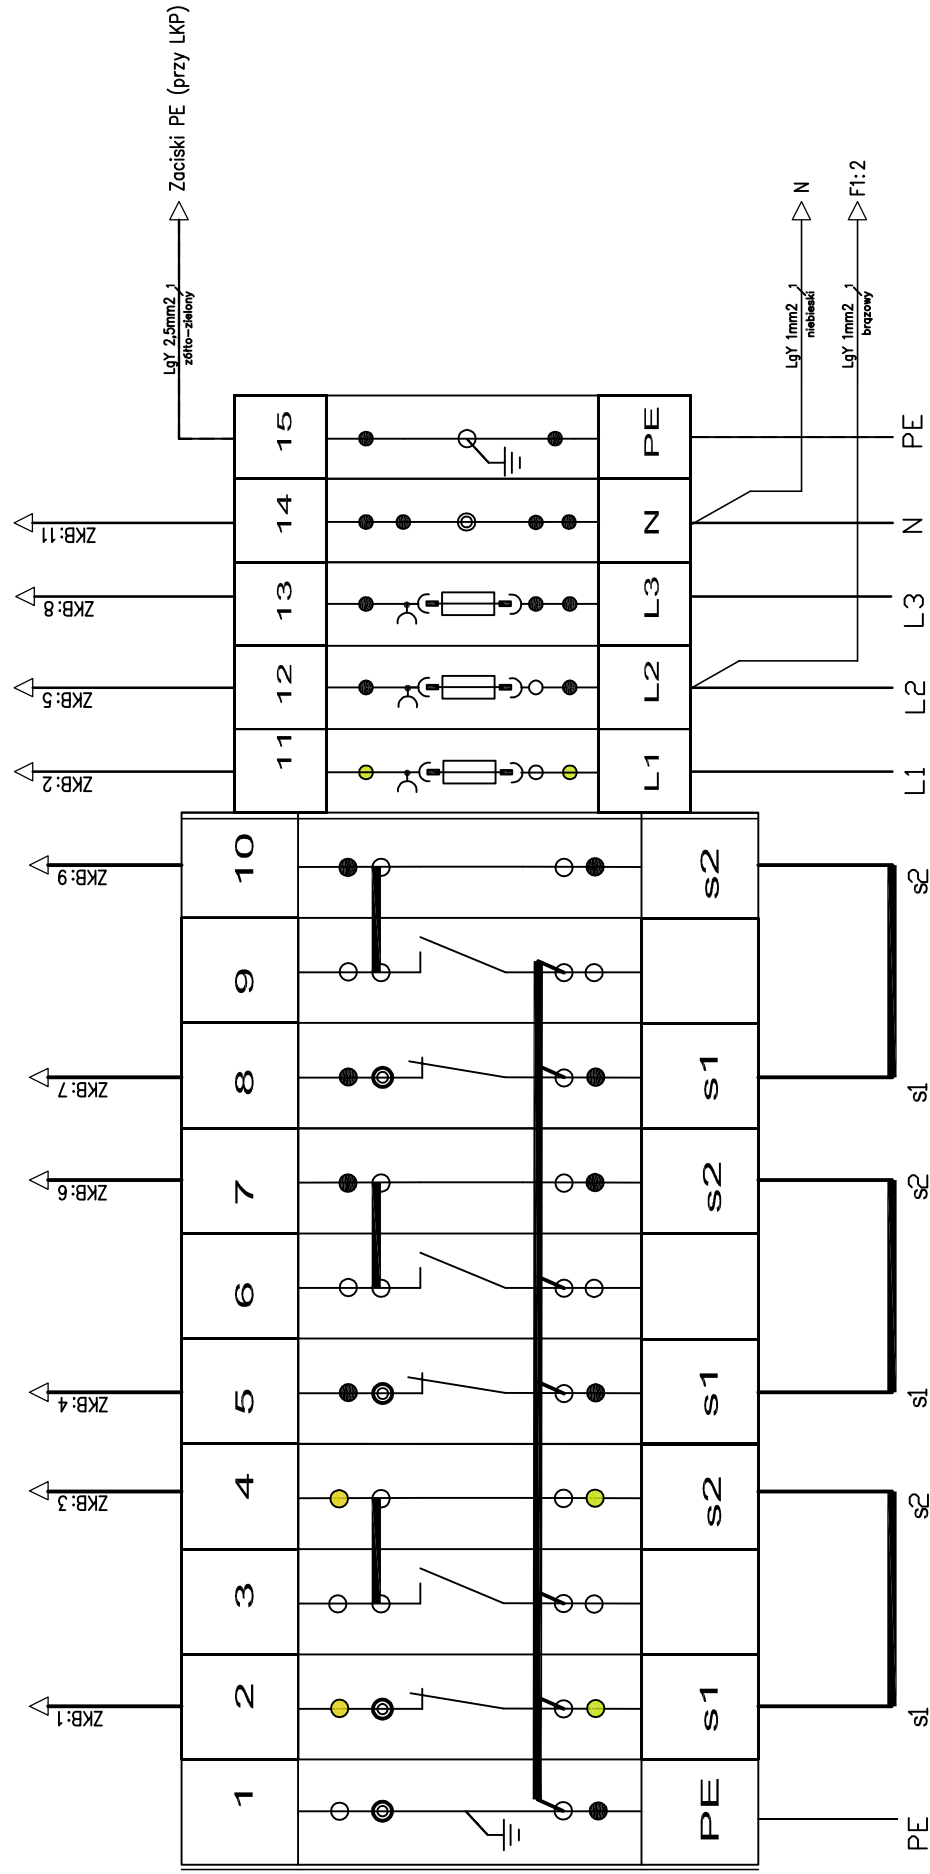 Zaciski PE (przy LKP)
LgY 2,5mm2 1
żółto-zielony
N
LgY 1mm2 1
niebieski
F1:2
LgY 1mm2 1
brązowy
ZKB:11
ZKB:8
ZKB:5
ZKB:2
ZKB:9
ZKB:7
ZKB:6
ZKB:4
ZKB:3
ZKB:1
15 PE PE
14 N N
13 L3 L3
12 L2 L2
11 L1 L1
10 s2 s2
9
8 s1 s1
7 s2 s2
6
5 s1 s1
4 s2 s2
3
2 s1 s1
1 PE PE